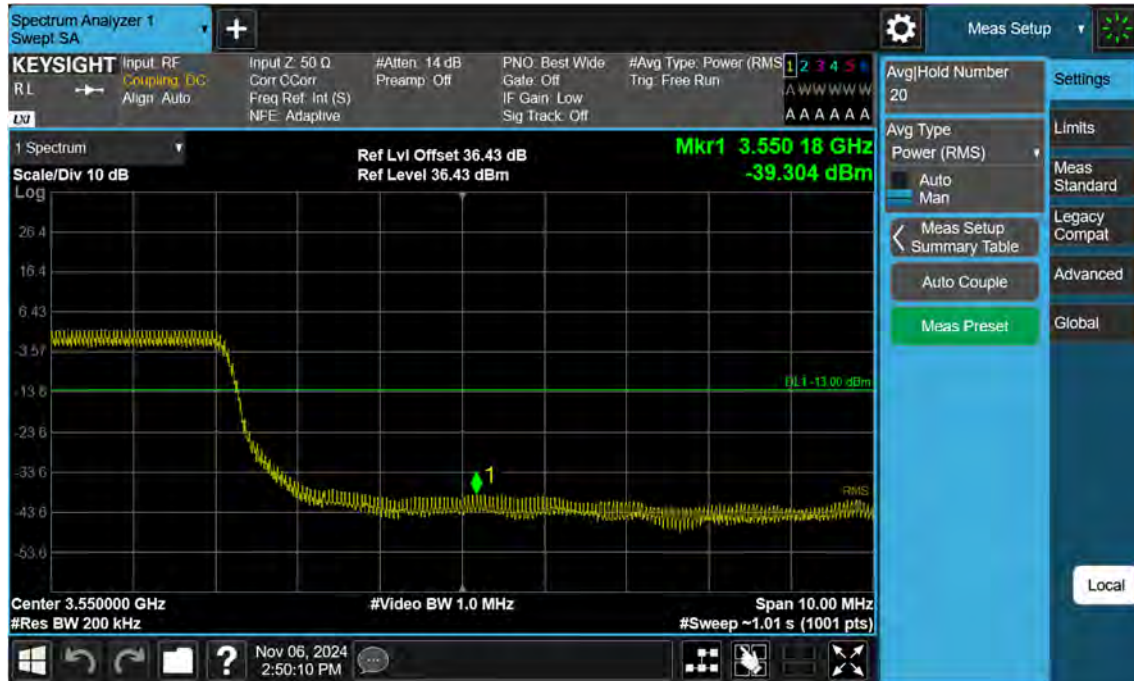 Spectrum Analyzer 1
Swept SA
+
Meas Setup
KEYSIGHT
RL
LXI
Input: RF
Coupling: DC
Align: Auto
Input Z: 50 Ω
Corr CCorr
Freq Ref: Int (S)
NFE: Adaptive
#Atten: 14 dB
Preamp: Off
PNO: Best Wide
Gate: Off
IF Gain: Low
Sig Track: Off
#Avg Type: Power (RMS
Trig: Free Run
1 2 3 4 5 6
A W W W W W
A A A A A A
1 Spectrum
Scale/Div 10 dB
Log
Ref Lvl Offset 36.43 dB
Ref Level 36.43 dBm
Mkr1 3.550 18 GHz
-39.304 dBm
26.4
16.4
6.43
-3.57
-13.6
-23.6
-33.6
-43.6
-53.6
DL1 -13.00 dBm
1
RMS
Center 3.550000 GHz
#Res BW 200 kHz
#Video BW 1.0 MHz
Span 10.00 MHz
#Sweep ~1.01 s (1001 pts)
Avg|Hold Number
20
Avg Type
Power (RMS)
Auto
Man
Meas Setup
Summary Table
Auto Couple
Meas Preset
Settings
Limits
Meas
Standard
Legacy
Compat
Advanced
Global
Local
?
Nov 06, 2024
2:50:10 PM